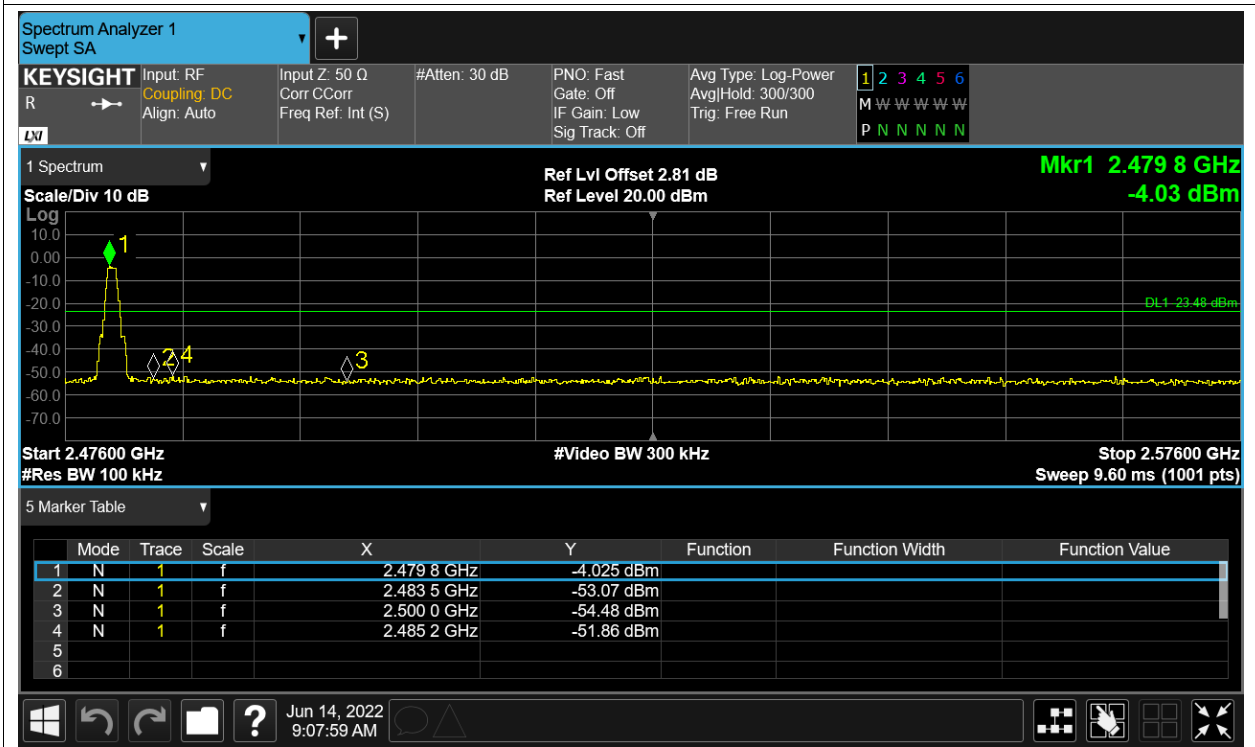 Spectrum Analyzer 1
Swept SA
+
KEYSIGHT Input: RF Input Z: 50 Ω #Atten: 30 dB PNO: Fast Avg Type: Log-Power 1 2 3 4 5 6
R Coupling: DC Corr CCorr Gate: Off Avg|Hold: 300/300 M W W W W W
Align: Auto Freq Ref: Int (S) IF Gain: Low Trig: Free Run
LXI Sig Track: Off P N N N N N
1 Spectrum Ref Lvl Offset 2.81 dB Mkr1 2.479 8 GHz
Scale/Div 10 dB Ref Level 20.00 dBm -4.03 dBm
Log
10.0 1
0.00
-10.0
-20.0 DL1 23.48 dBm
-30.0
-40.0 2 4 3
-50.0
-60.0
-70.0
Start 2.47600 GHz #Video BW 300 kHz Stop 2.57600 GHz
#Res BW 100 kHz Sweep 9.60 ms (1001 pts)
5 Marker Table
Mode Trace Scale X Y Function Function Width Function Value
1 N 1 f 2.479 8 GHz -4.025 dBm
2 N 1 f 2.483 5 GHz -53.07 dBm
3 N 1 f 2.500 0 GHz -54.48 dBm
4 N 1 f 2.485 2 GHz -51.86 dBm
5
6
? Jun 14, 2022
9:07:59 AM